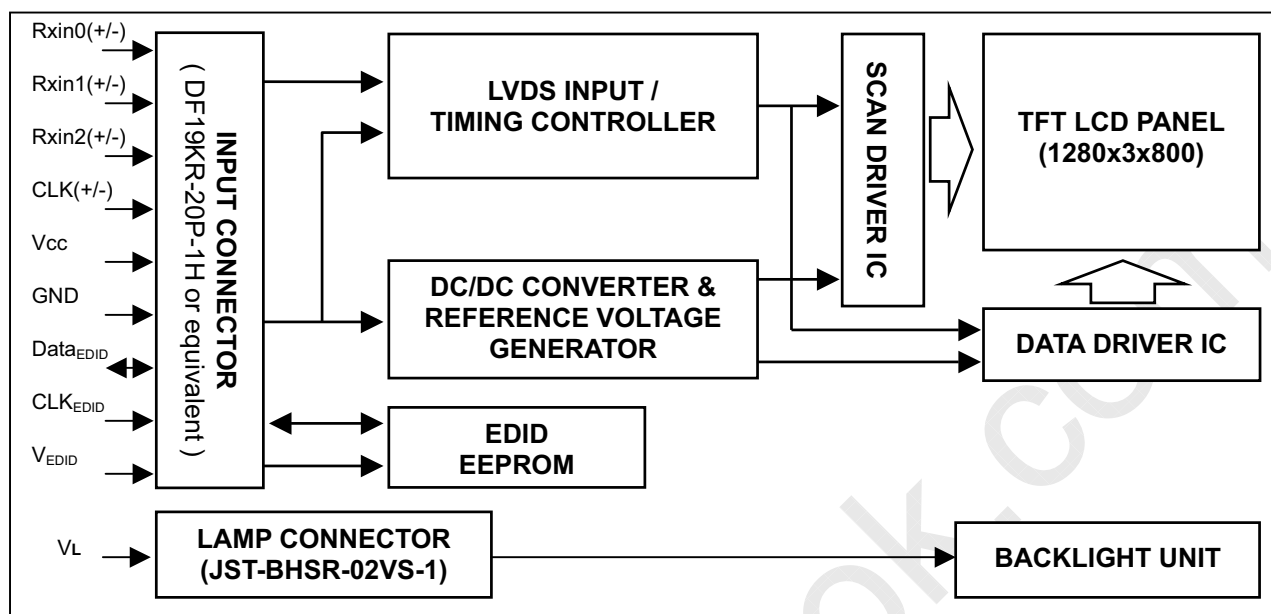 Rxin0(+/-)
Rxin1(+/-)
Rxin2(+/-)
CLK(+/-)
Vcc
GND
DataEDID
CLKEDID
VEDID
VL
INPUT CONNECTOR
( DF19KR-20P-1H or equivalent )
LVDS INPUT /
TIMING CONTROLLER
DC/DC CONVERTER &
REFERENCE VOLTAGE
GENERATOR
EDID
EEPROM
SCAN DRIVER IC
TFT LCD PANEL
(1280x3x800)
DATA DRIVER IC
LAMP CONNECTOR
(JST-BHSR-02VS-1)
BACKLIGHT UNIT
ok.com